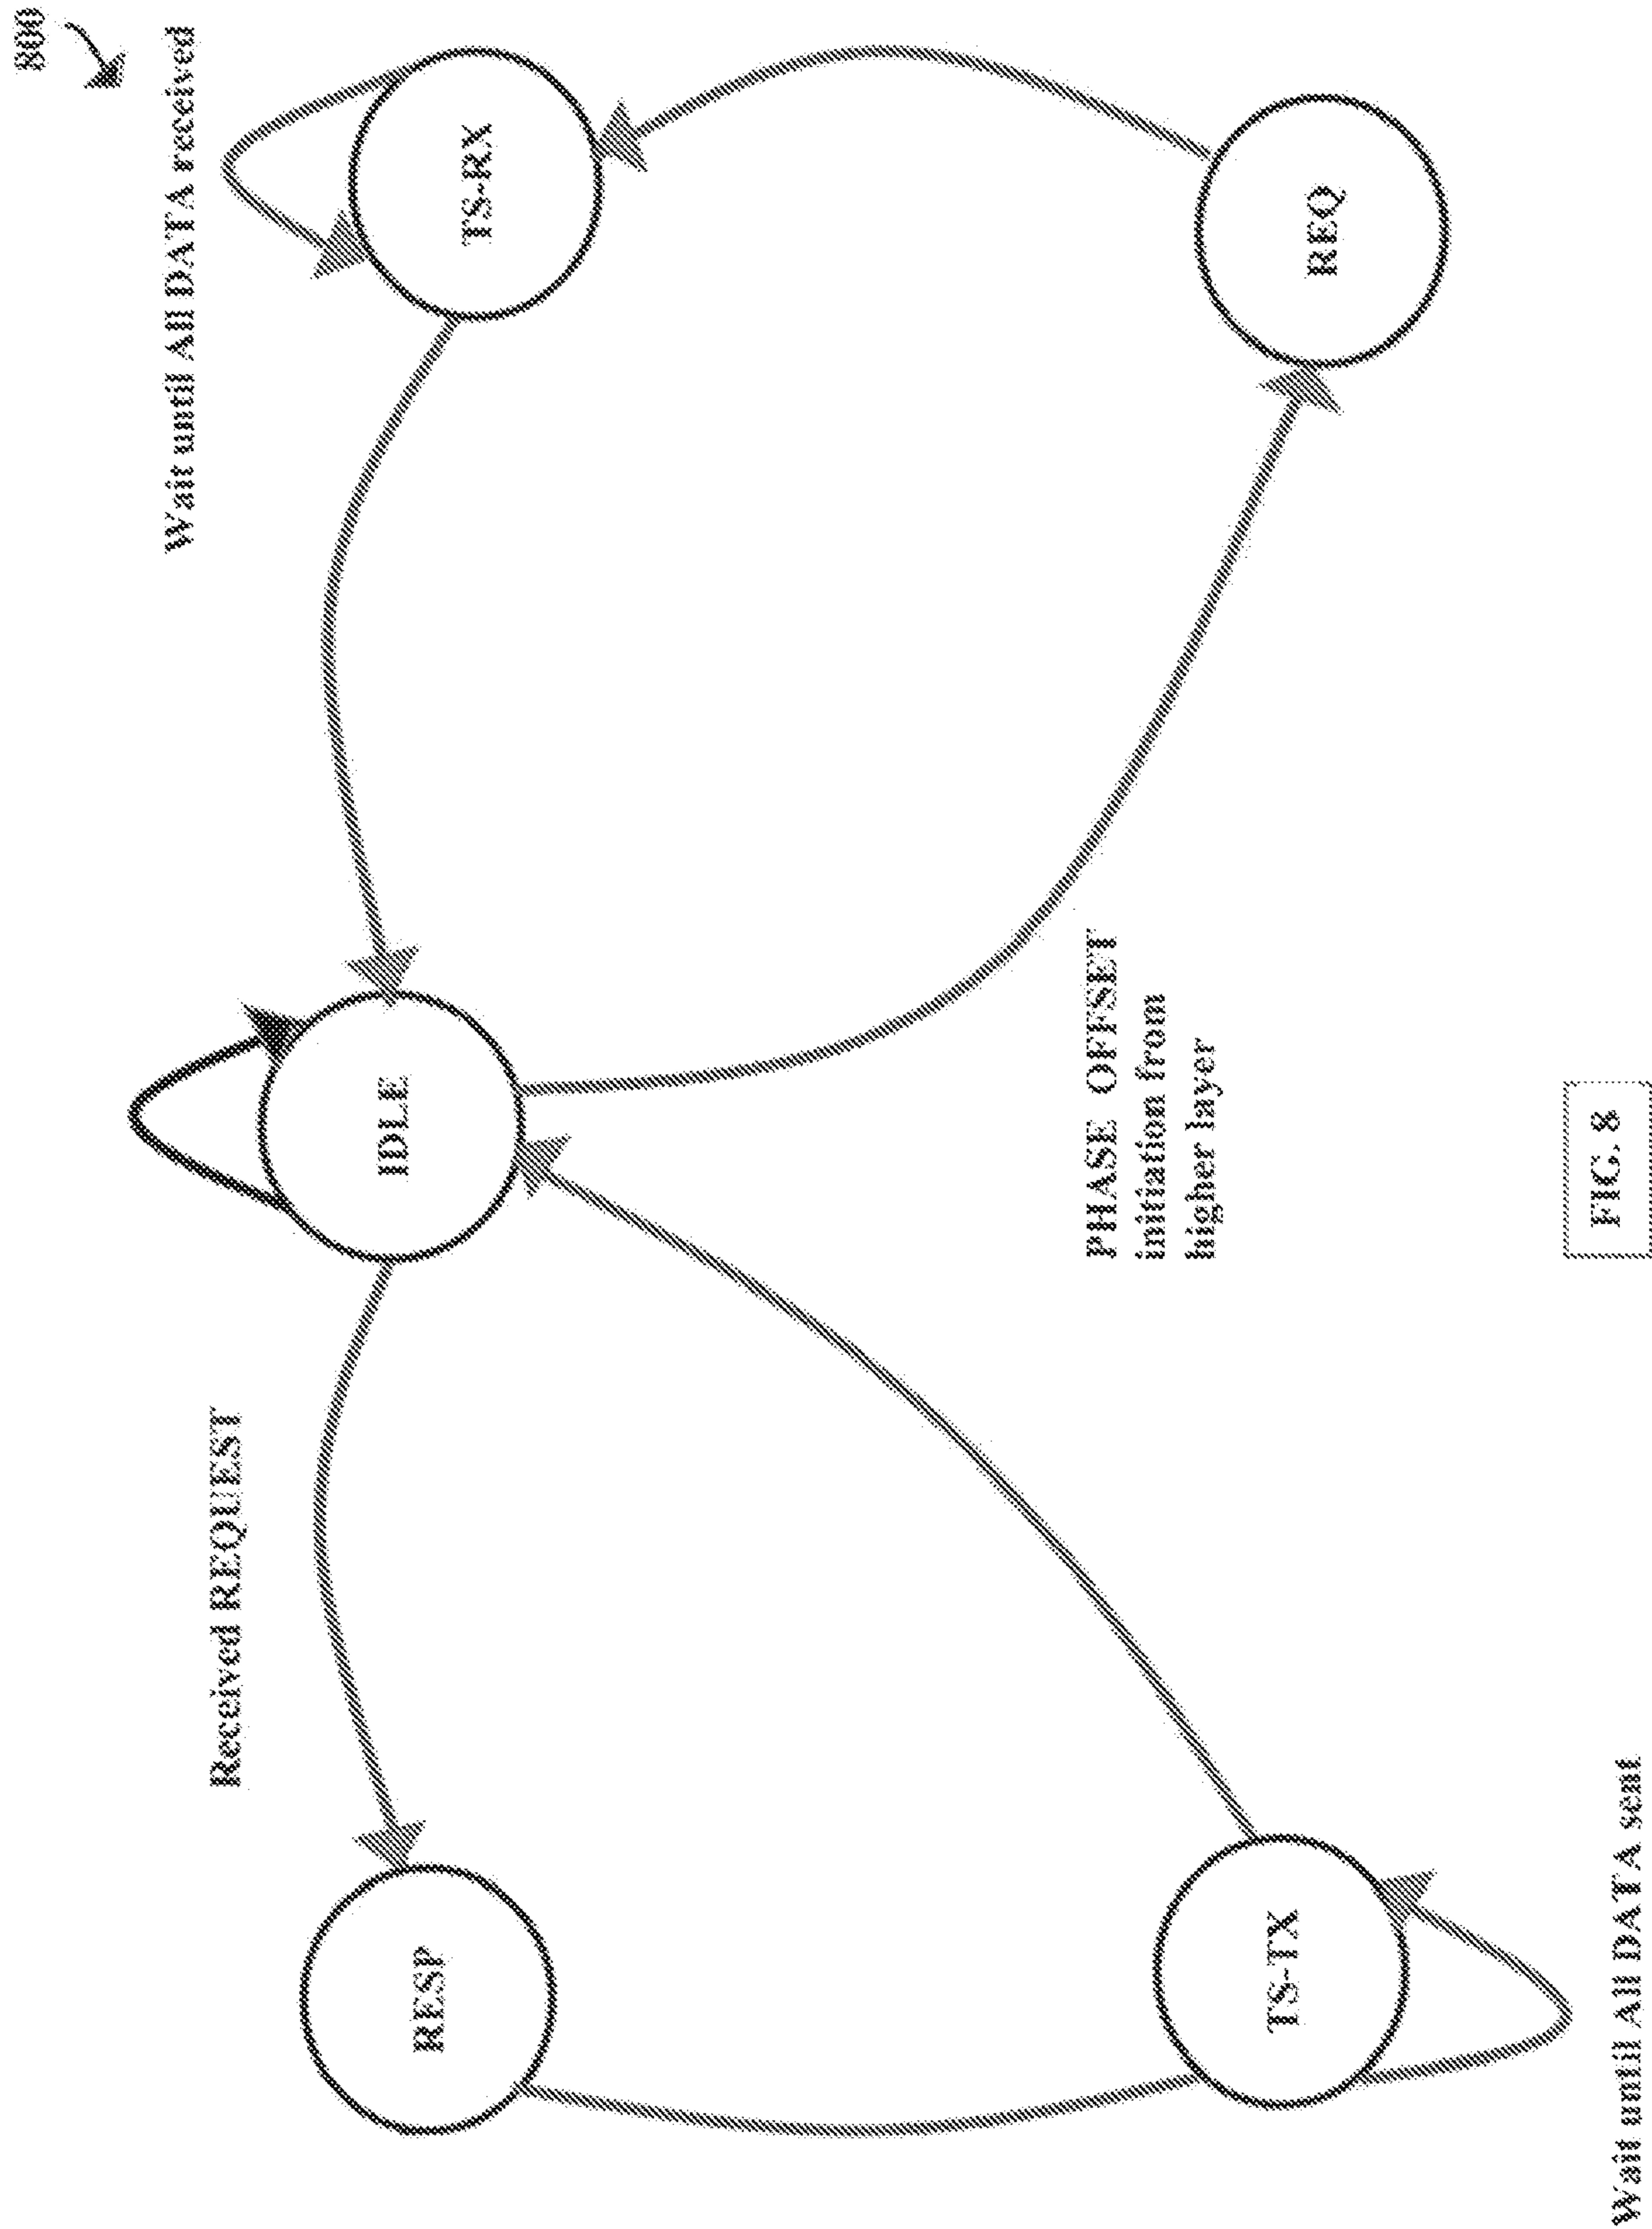 800
Wait until All DATA received
Received REQUEST
RESP
IDLE
TS-RX
PHASE OFFSET
initiation from
higher layer
TS-TX
REQ
Wait until All DATA sent
FIG. 8